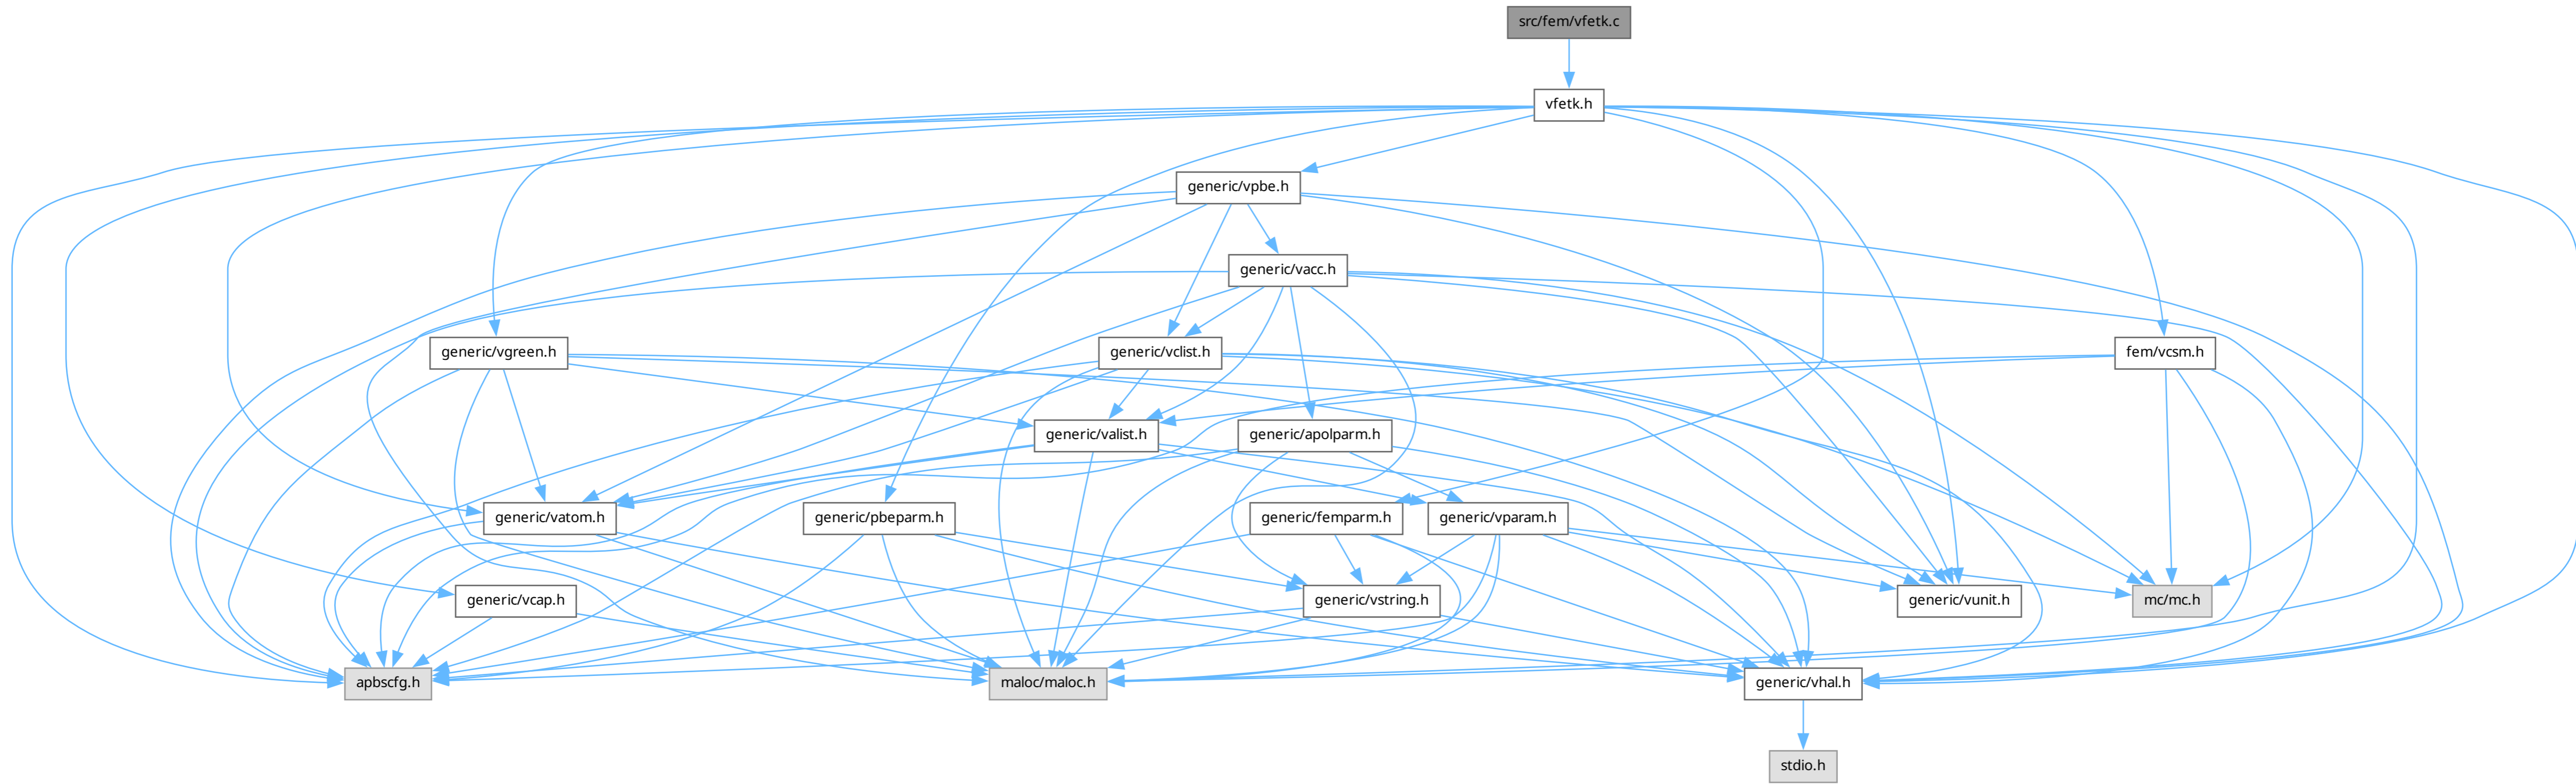 src/fem/vfetk.c
vfetk.h
generic/vpbe.h
generic/vacc.h
generic/vgreen.h
generic/vclist.h
fem/vcsm.h
generic/valist.h
generic/apolparm.h
generic/vatom.h
generic/pbeparm.h
generic/femparm.h
generic/vparam.h
generic/vcap.h
generic/vstring.h
generic/vunit.h
mc/mc.h
apbscfg.h
maloc/maloc.h
generic/vhal.h
stdio.h